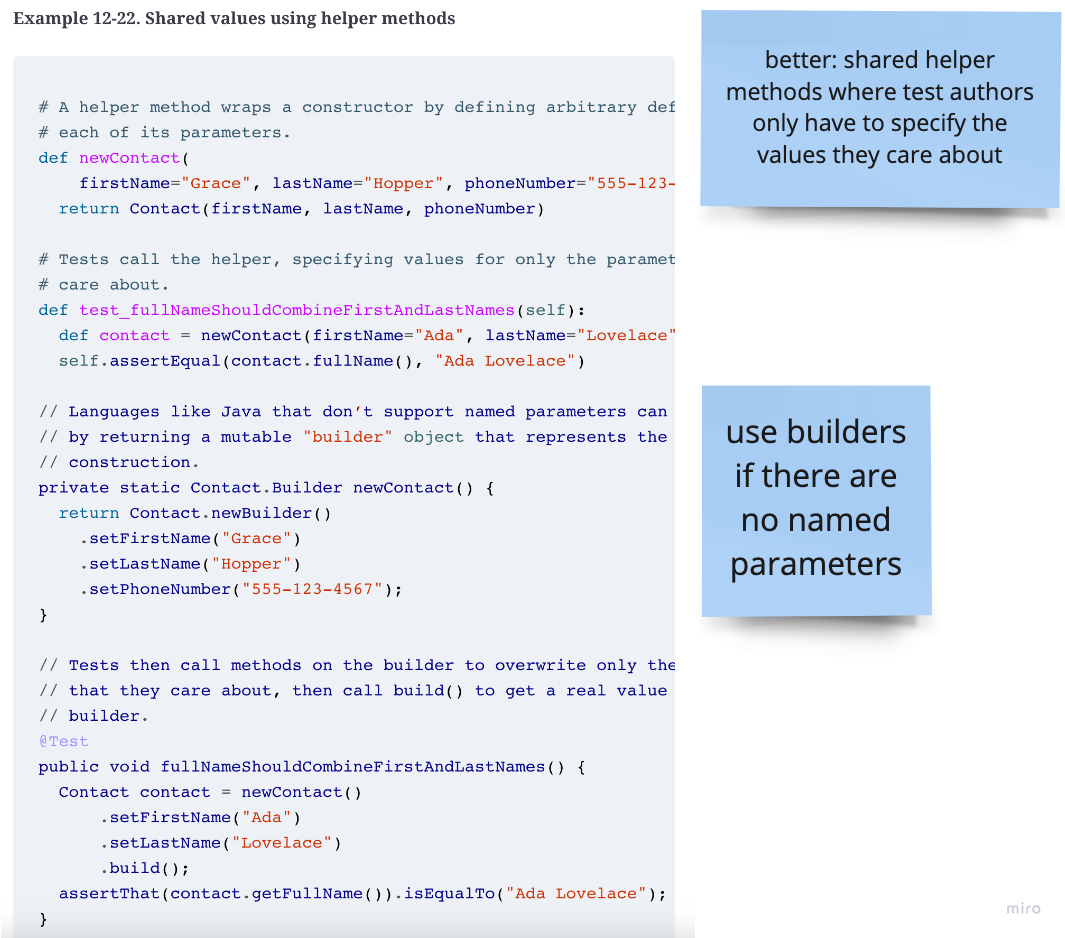 Example 12-22. Shared values using helper methods
# A helper method wraps a constructor by defining arbitrary def
# each of its parameters.
def newContact(
    firstName="Grace", lastName="Hopper", phoneNumber="555-123-
  return Contact(firstName, lastName, phoneNumber)
# Tests call the helper, specifying values for only the paramet
# care about.
def test_fullNameShouldCombineFirstAndLastNames(self):
  def contact = newContact(firstName="Ada", lastName="Lovelace"
  self.assertEqual(contact.fullName(), "Ada Lovelace")
// Languages like Java that don’t support named parameters can
// by returning a mutable "builder" object that represents the
// construction.
private static Contact.Builder newContact() {
  return Contact.newBuilder()
    .setFirstName("Grace")
    .setLastName("Hopper")
    .setPhoneNumber("555-123-4567");
}
// Tests then call methods on the builder to overwrite only the
// that they care about, then call build() to get a real value
// builder.
@Test
public void fullNameShouldCombineFirstAndLastNames() {
  Contact contact = newContact()
      .setFirstName("Ada")
      .setLastName("Lovelace")
      .build();
  assertThat(contact.getFullName()).isEqualTo("Ada Lovelace");
}
better: shared helper
methods where test authors
only have to specify the
values they care about
use builders
if there are
no named
parameters
miro